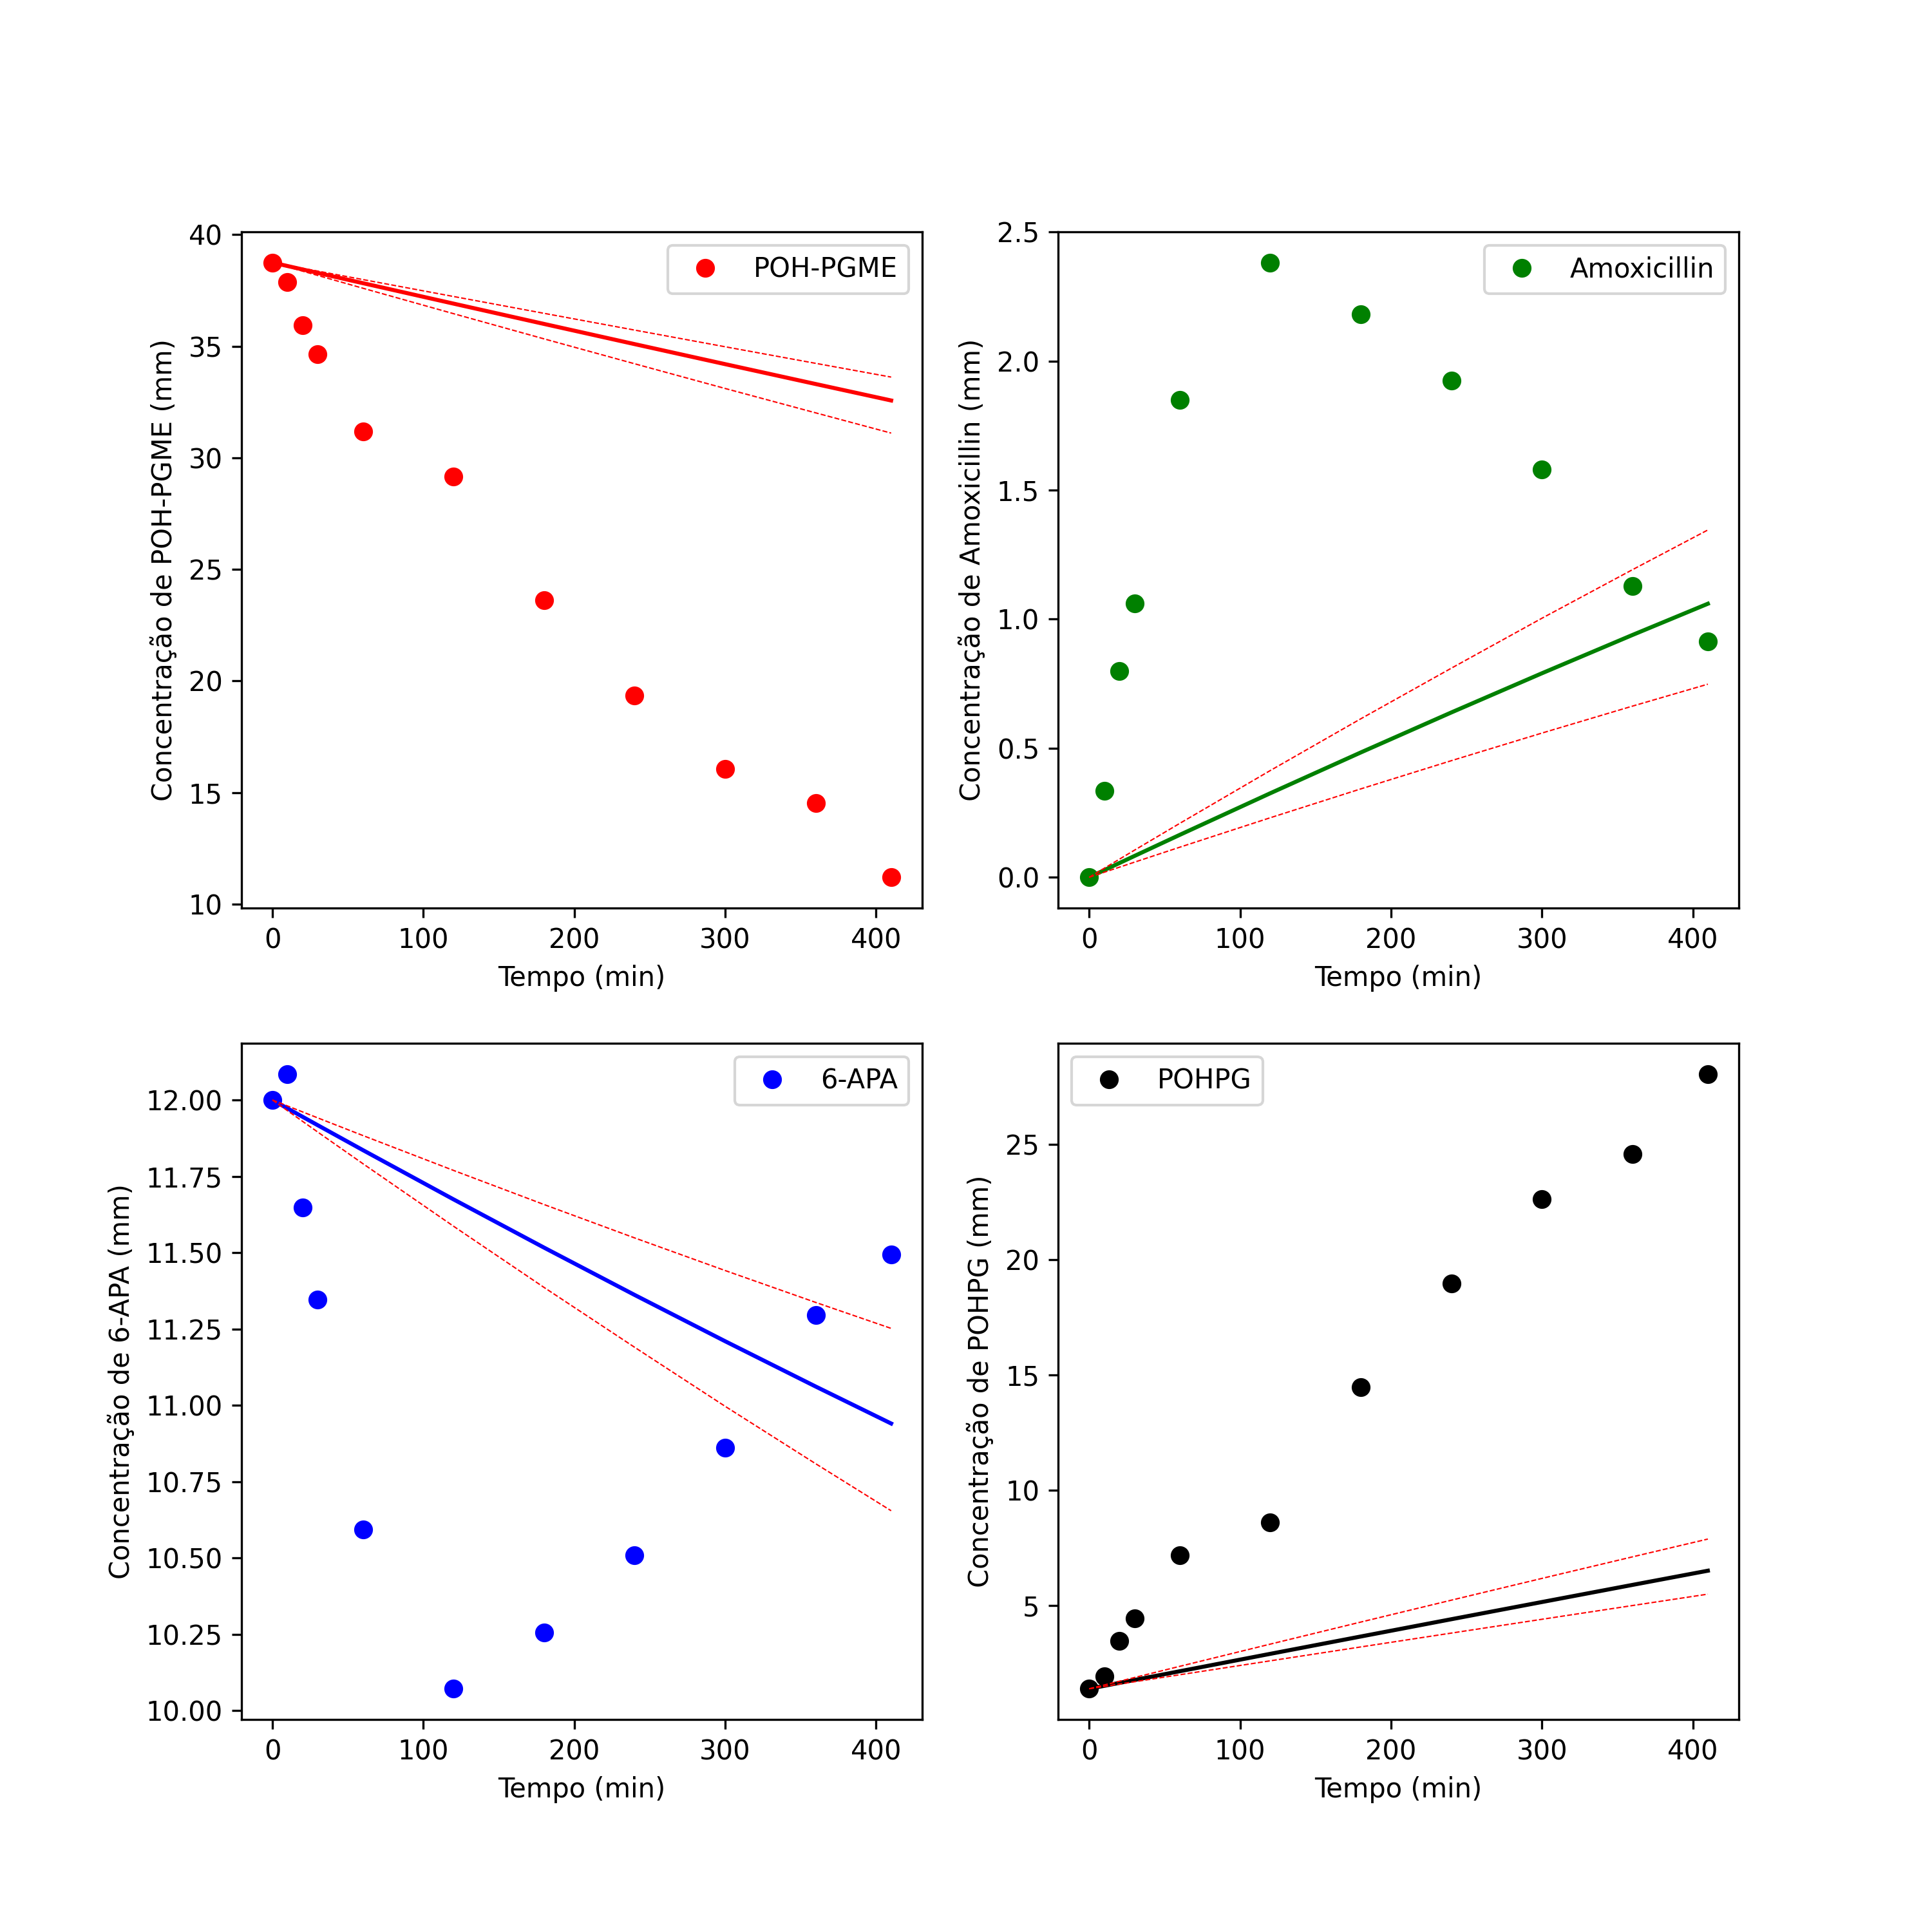 POH-PGME
Concentração de POH-PGME (mm)
40
35
30
25
20
15
10
0 100 200 300 400
Tempo (min)
Amoxicillin
Concentração de Amoxicillin (mm)
2.5
2.0
1.5
1.0
0.5
0.0
0 100 200 300 400
Tempo (min)
6-APA
Concentração de 6-APA (mm)
12.00
11.75
11.50
11.25
11.00
10.75
10.50
10.25
10.00
0 100 200 300 400
Tempo (min)
POHPG
Concentração de POHPG (mm)
25
20
15
10
5
0 100 200 300 400
Tempo (min)